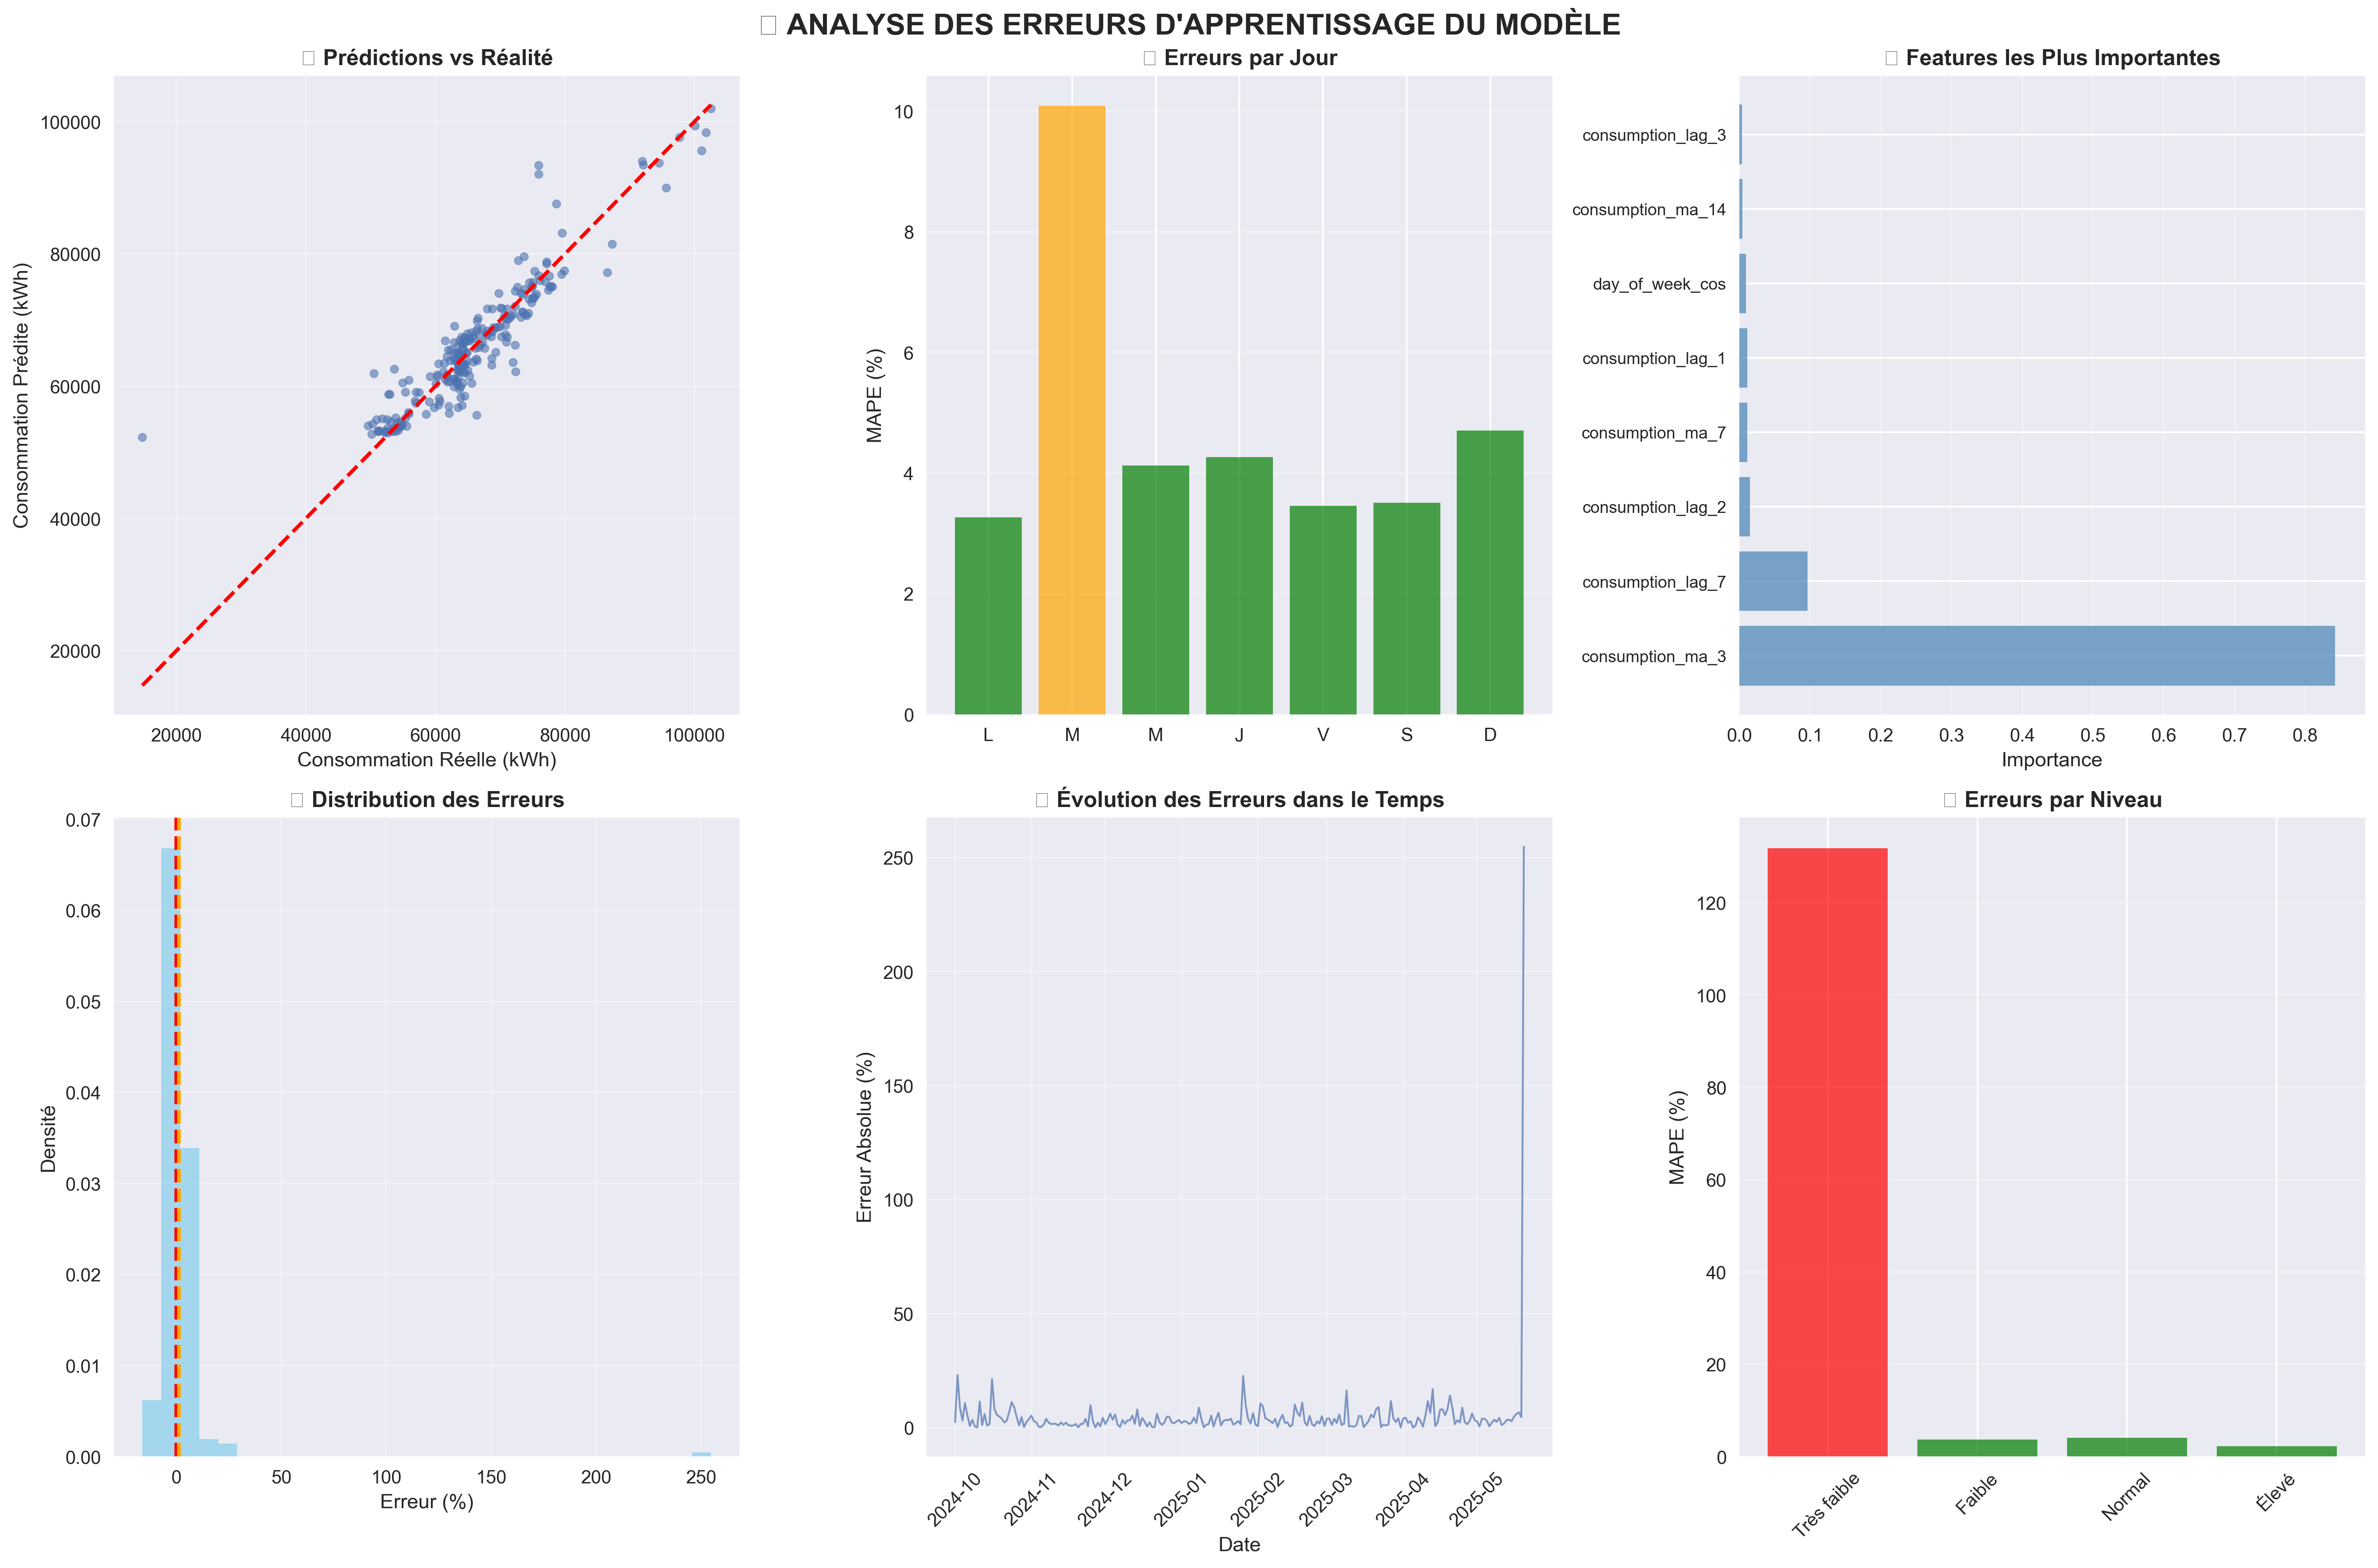 ANALYSE DES ERREURS D'APPRENTISSAGE DU MODÈLE
Prédictions vs Réalité
Consommation Prédite (kWh)
100000
80000
60000
40000
20000
20000 40000 60000 80000 100000
Consommation Réelle (kWh)
Erreurs par Jour
MAPE (%)
10
8
6
4
2
0
L M M J V S D
Features les Plus Importantes
consumption_lag_3
consumption_ma_14
day_of_week_cos
consumption_lag_1
consumption_ma_7
consumption_lag_2
consumption_lag_7
consumption_ma_3
0.0 0.1 0.2 0.3 0.4 0.5 0.6 0.7 0.8
Importance
Distribution des Erreurs
Densité
0.07
0.06
0.05
0.04
0.03
0.02
0.01
0.00
0 50 100 150 200 250
Erreur (%)
Évolution des Erreurs dans le Temps
Erreur Absolue (%)
250
200
150
100
50
0
2024-10 2024-11 2024-12 2025-01 2025-02 2025-03 2025-04 2025-05
Date
Erreurs par Niveau
MAPE (%)
120
100
80
60
40
20
0
Très faible Faible Normal Élevé